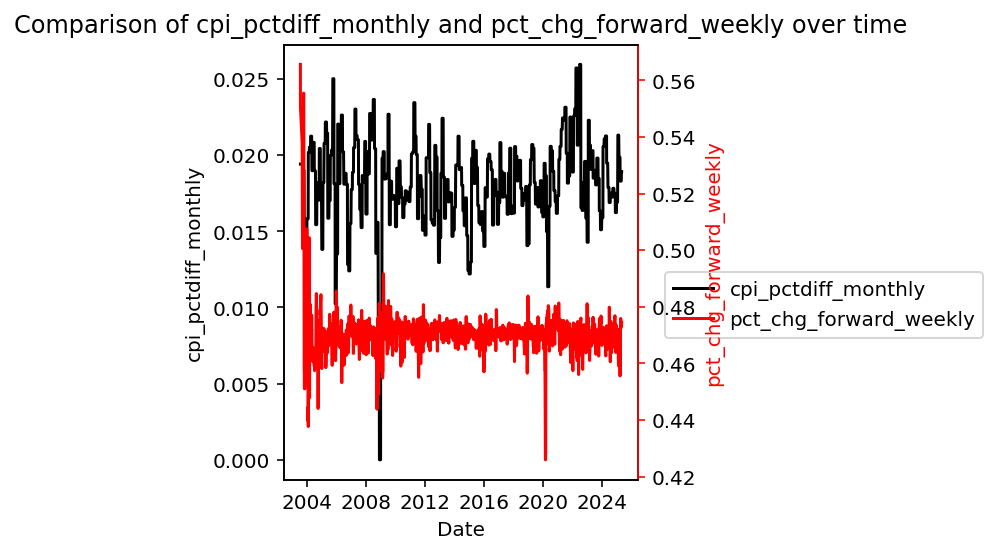 Comparison of cpi_pctdiff_monthly and pct_chg_forward_weekly over time
cpi_pctdiff_monthly
0.025
0.020
0.015
0.010
0.005
0.000
2004 2008 2012 2016 2020 2024
Date
0.56
0.54
0.52
0.50
0.48
0.46
0.44
0.42
pct_chg_forward_weekly
cpi_pctdiff_monthly
pct_chg_forward_weekly